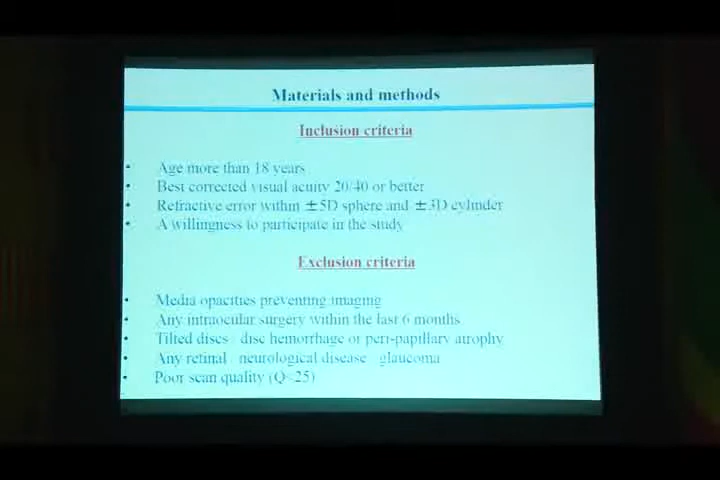 Materials and methods
Inclusion criteria
• Age more than 18 years
• Best corrected visual acuity 20/40 or better
• Refractive error within ±5D sphere and ±3D cylinder
• A willingness to participate in the study
Exclusion criteria
• Media opacities preventing imaging
• Any intraocular surgery within the last 6 months
• Tilted discs / disc hemorrhage or peri-papillary atrophy
• Any retinal / neurological disease / glaucoma
• Poor scan quality (Q<25)